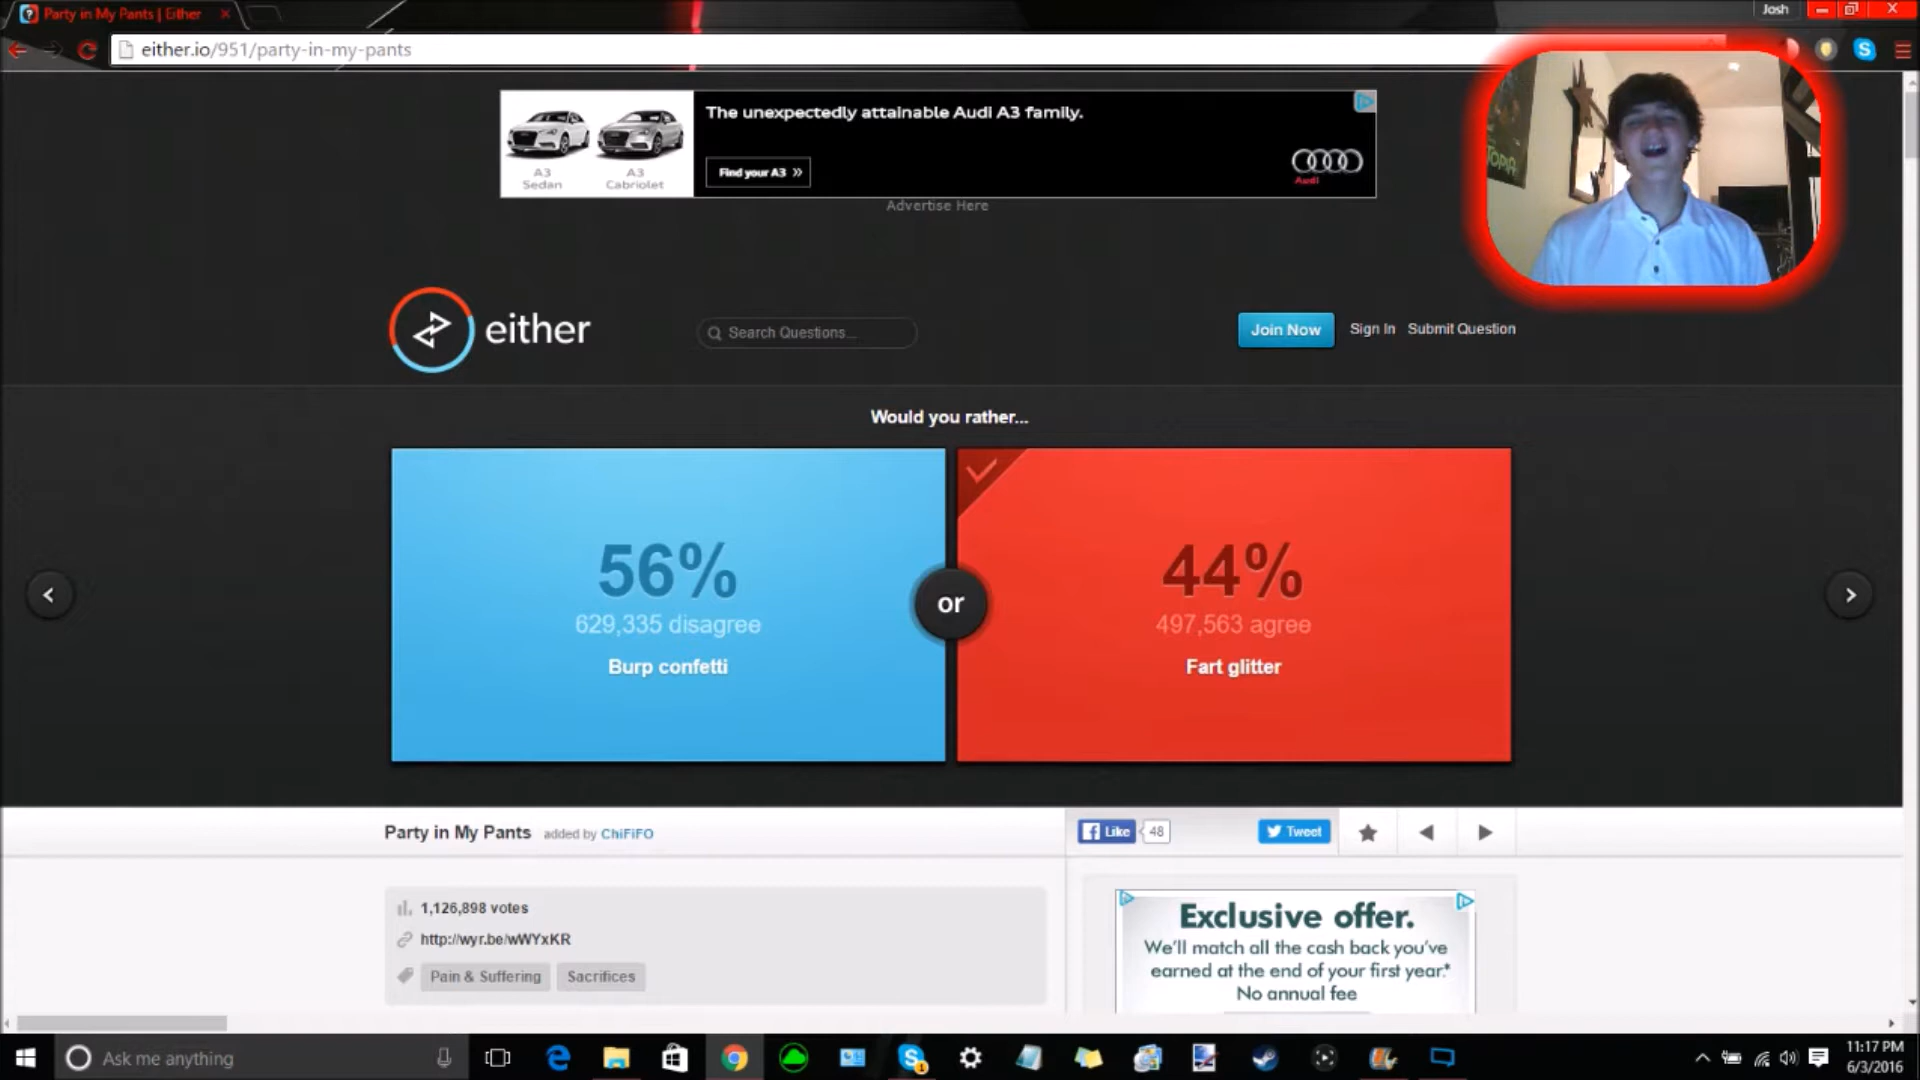 Party in My Pants | Either
Josh
either.io/951/party-in-my-pants
The unexpectedly attainable Audi A3 family.
A3
Sedan
A3
Cabriolet
Find your A3 »
Audi
Advertise Here
TOPIA
either
Search Questions...
Join Now
Sign In
Submit Question
Would you rather...
56%
629,335 disagree
Burp confetti
or
44%
497,563 agree
Fart glitter
Party in My Pants added by ChiFiFO
Like 48
Tweet
1,126,898 votes
http://wyr.be/wWYxKR
Pain & Suffering
Sacrifices
Exclusive offer.
We'll match all the cash back you've
earned at the end of your first year.*
No annual fee
Ask me anything
1
11:17 PM
6/3/2016